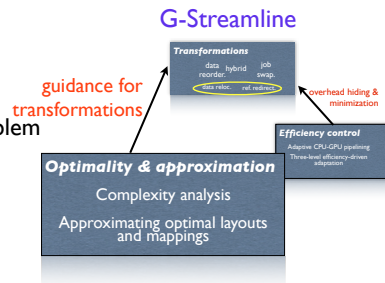 G-Streamline
Transformations
data reorder. hybrid job swap.
data reloc. ref. redirect.
guidance for
transformations
overhead hiding &
minimization
olem
Efficiency control
Adaptive CPU-GPU pipelining
Three-level efficiency-driven
adaptation
Optimality & approximation
Complexity analysis
Approximating optimal layouts
and mappings